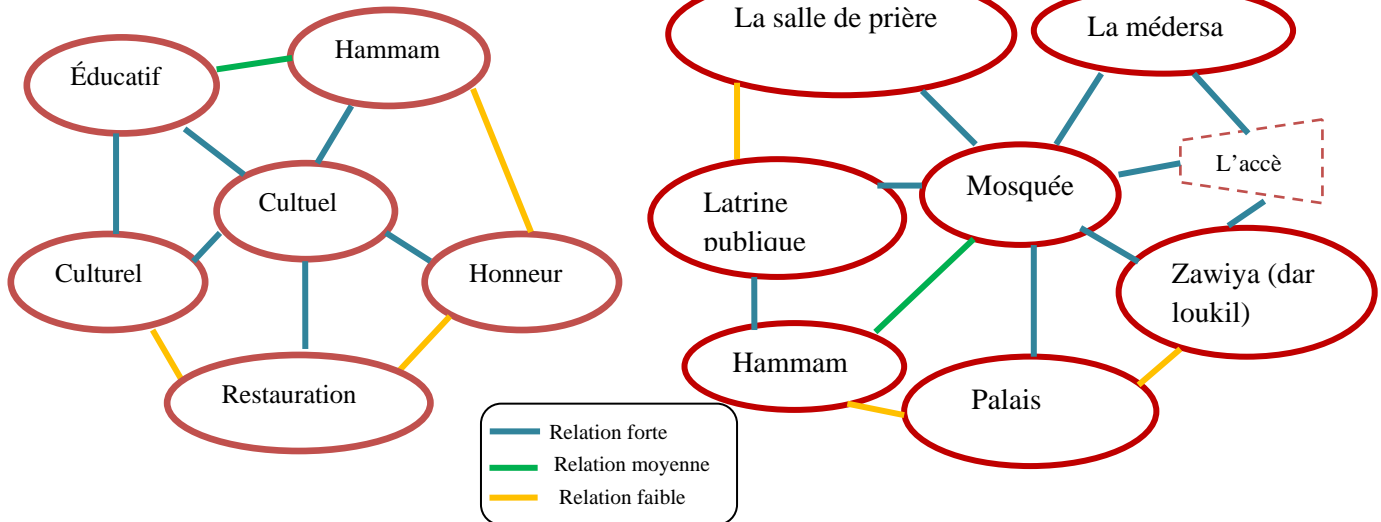 Hammam
Éducatif
Cultuel
Culturel
Honneur
Restauration
La salle de prière
La médersa
L'accè
Mosquée
Latrine
publique
Zawiya (dar
loukil)
Hammam
Palais
Relation forte
Relation moyenne
Relation faible